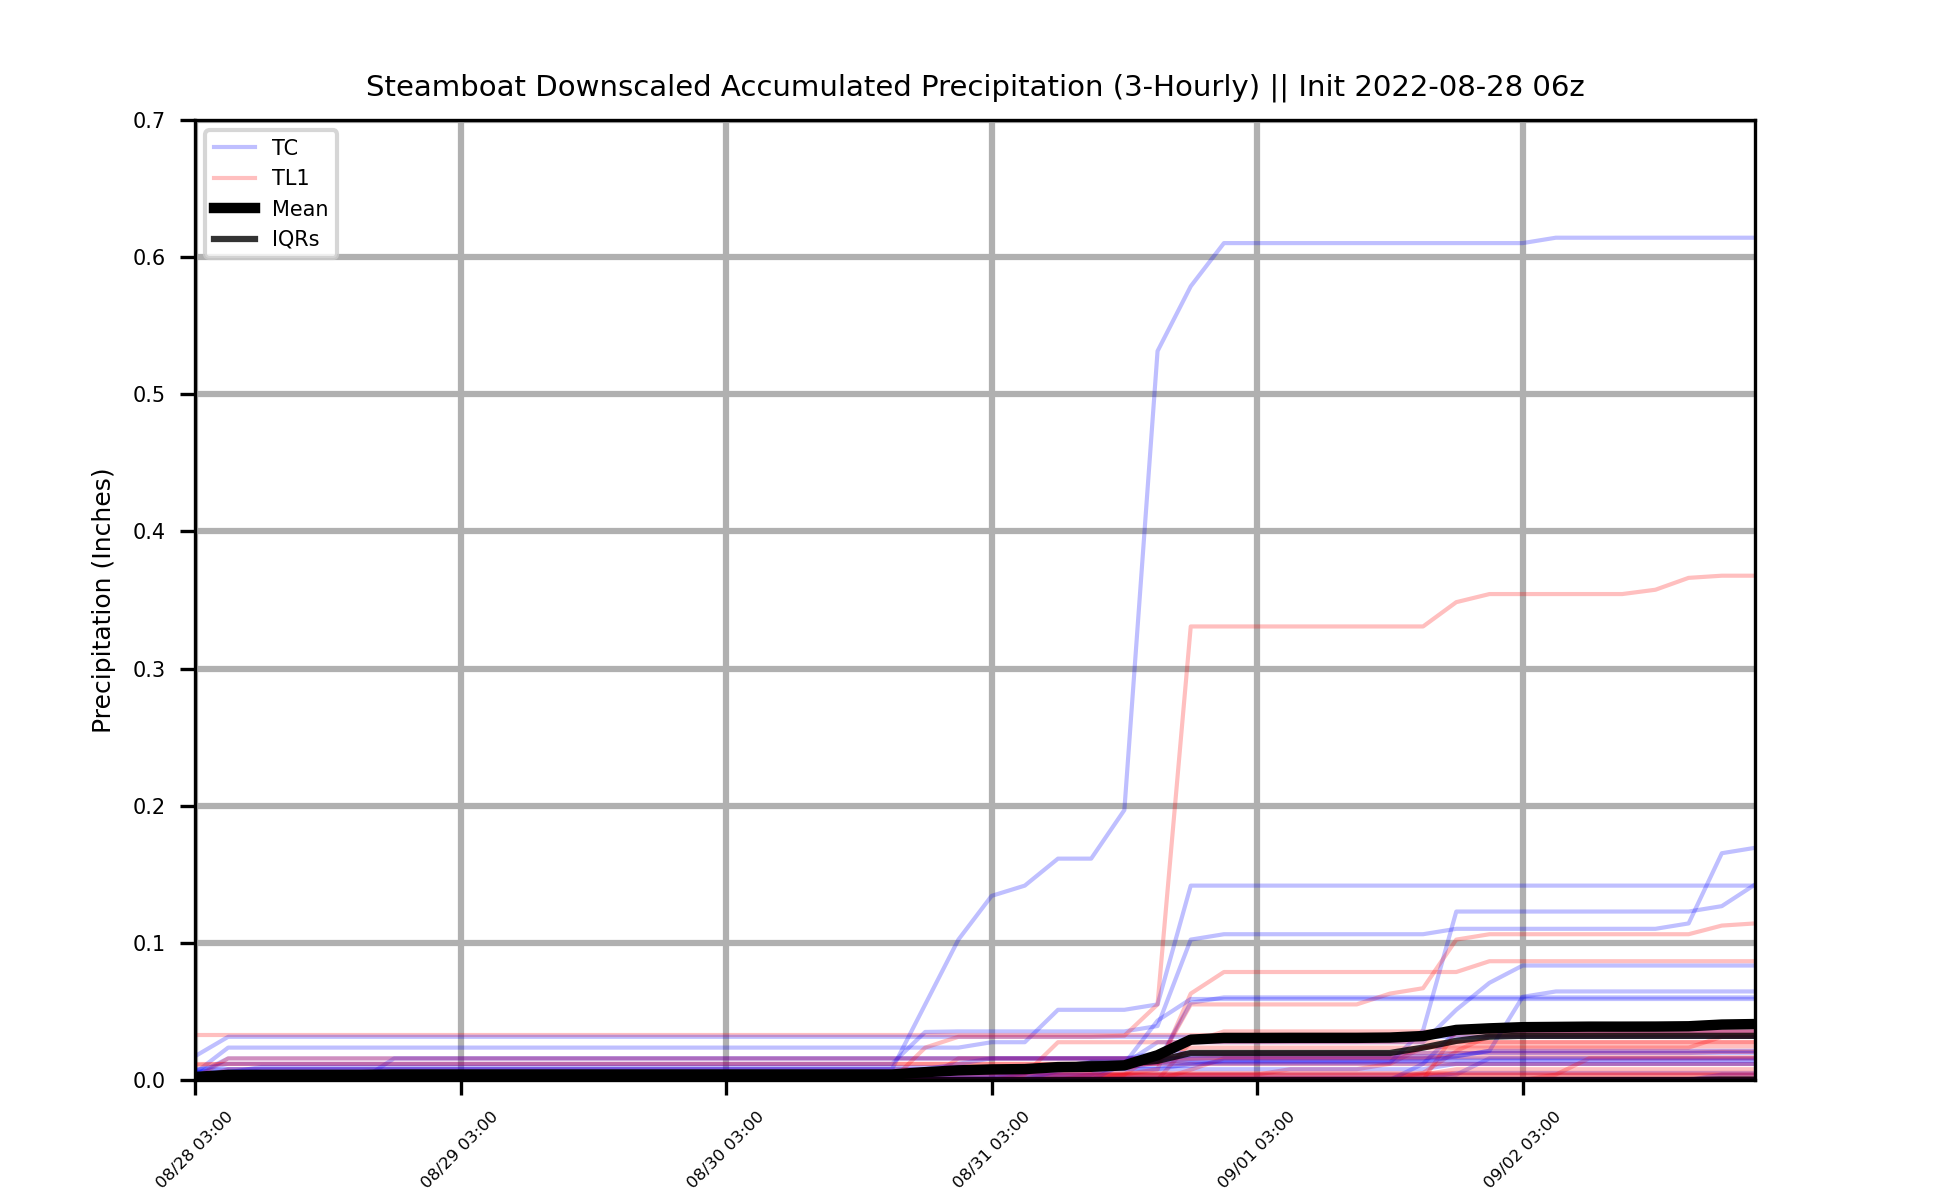 Steamboat Downscaled Accumulated Precipitation (3-Hourly) || Init 2022-08-28 06z
TC
TL1
Mean
IQRs
Precipitation (Inches)
0.7
0.6
0.5
0.4
0.3
0.2
0.1
0.0
08/28 03:00
08/29 03:00
08/30 03:00
08/31 03:00
09/01 03:00
09/02 03:00